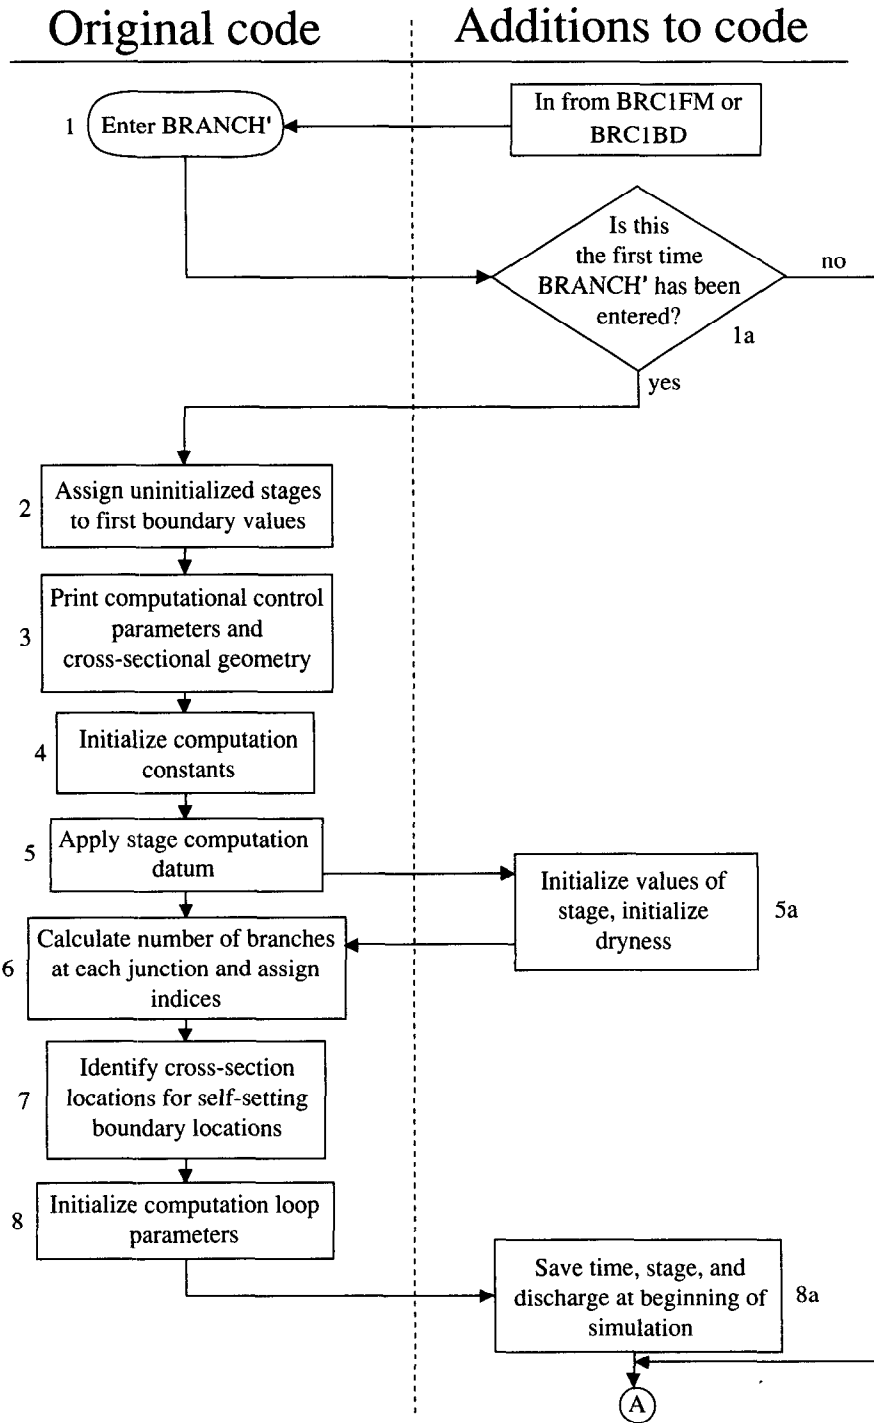 Original code
Additions to code
1
Enter BRANCH'
In from BRC1FM or
BRC1BD
Is this
the first time
BRANCH' has been
entered?
no
1a
yes
2
Assign uninitialized stages
to first boundary values
3
Print computational control
parameters and
cross-sectional geometry
4
Initialize computation
constants
5
Apply stage computation
datum
Initialize values of
stage, initialize
dryness
5a
6
Calculate number of branches
at each junction and assign
indices
7
Identify cross-section
locations for self-setting
boundary locations
8
Initialize computation loop
parameters
Save time, stage, and
discharge at beginning of
simulation
8a
A